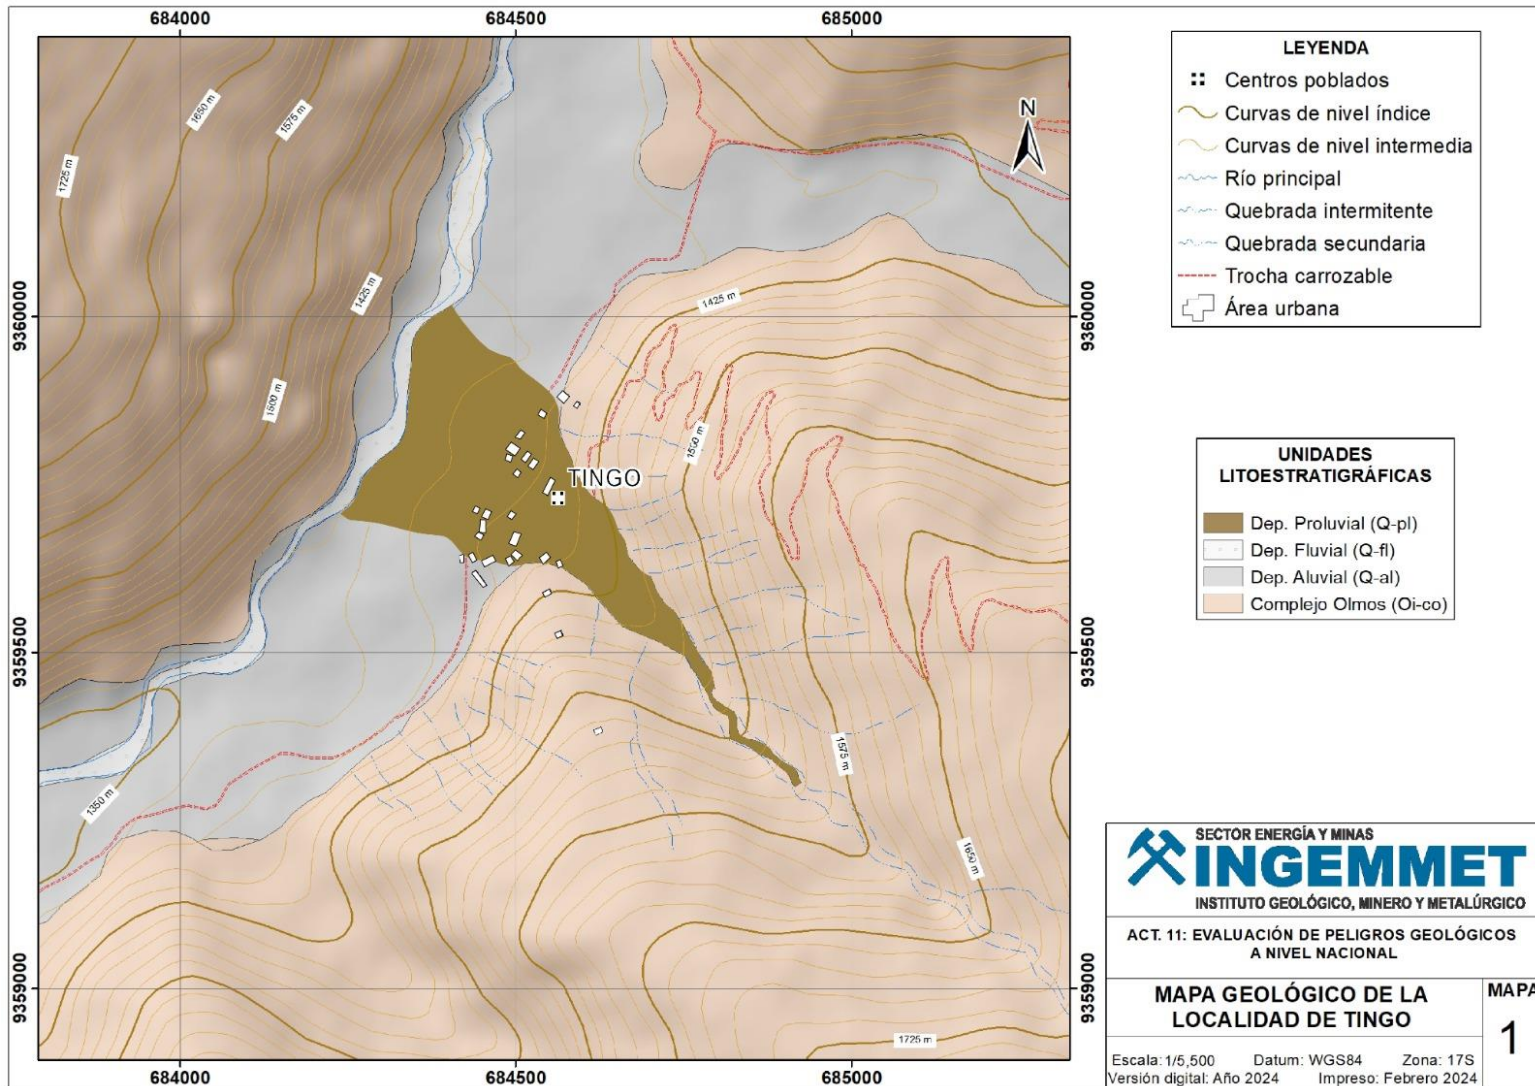 684000
684500
685000
1650 m
1575 m
1725 m
1425 m
1500 m
1425 m
1500 m
1350 m
1575 m
1650 m
1725 m
TINGO
N
9360000
9360000
9359500
9359500
9359000
9359000
684000
684500
685000
LEYENDA
Centros poblados
Curvas de nivel índice
Curvas de nivel intermedia
Río principal
Quebrada intermitente
Quebrada secundaria
Trocha carrozable
Área urbana
UNIDADES
LITOESTRATIGRÁFICAS
Dep. Proluvial (Q-pl)
Dep. Fluvial (Q-fl)
Dep. Aluvial (Q-al)
Complejo Olmos (Oi-co)
SECTOR ENERGÍA Y MINAS
INGEMMET
INSTITUTO GEOLÓGICO, MINERO Y METALÚRGICO
ACT. 11: EVALUACIÓN DE PELIGROS GEOLÓGICOS
A NIVEL NACIONAL
MAPA GEOLÓGICO DE LA
LOCALIDAD DE TINGO
MAPA
1
Escala: 1/5,500 Datum: WGS84 Zona: 17S
Versión digital: Año 2024 Impreso: Febrero 2024